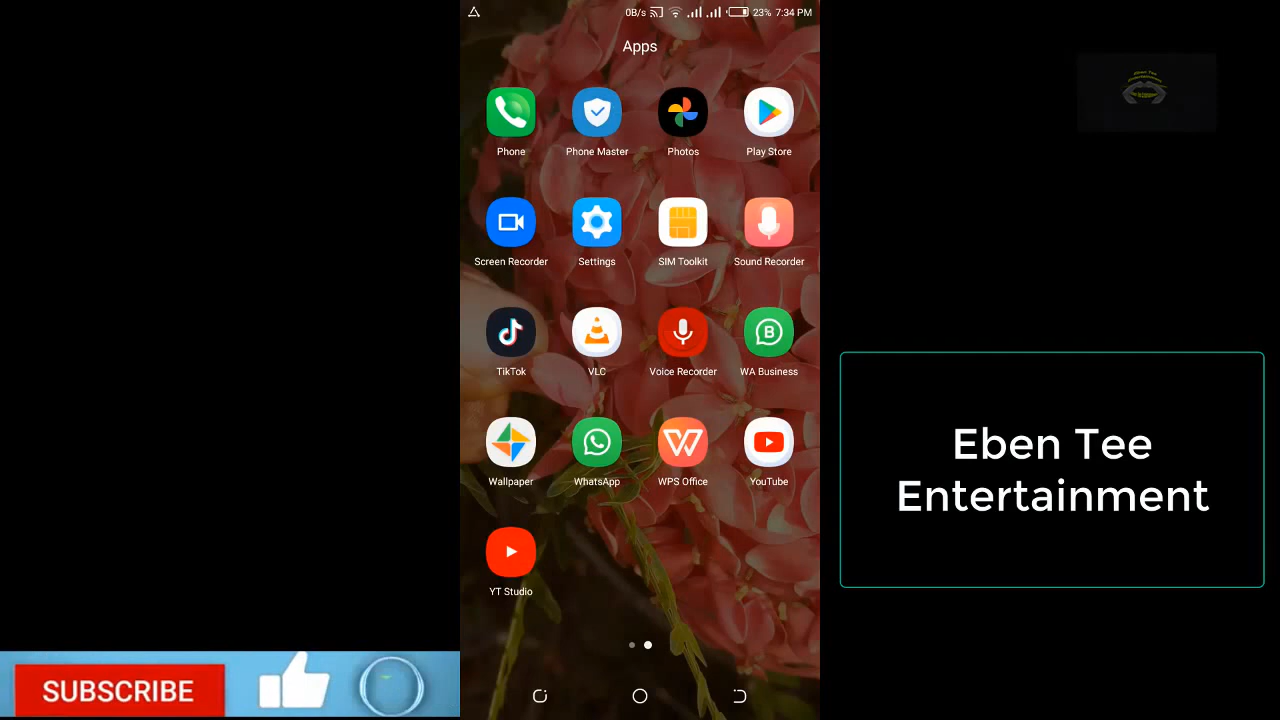 0B/s 23% 7:34 PM
Apps
Phone Phone Master Photos Play Store
Screen Recorder Settings SIM Toolkit Sound Recorder
TikTok VLC Voice Recorder WA Business
Wallpaper WhatsApp WPS Office YouTube
YT Studio
Eben Tee
Entertainment
SUBSCRIBE